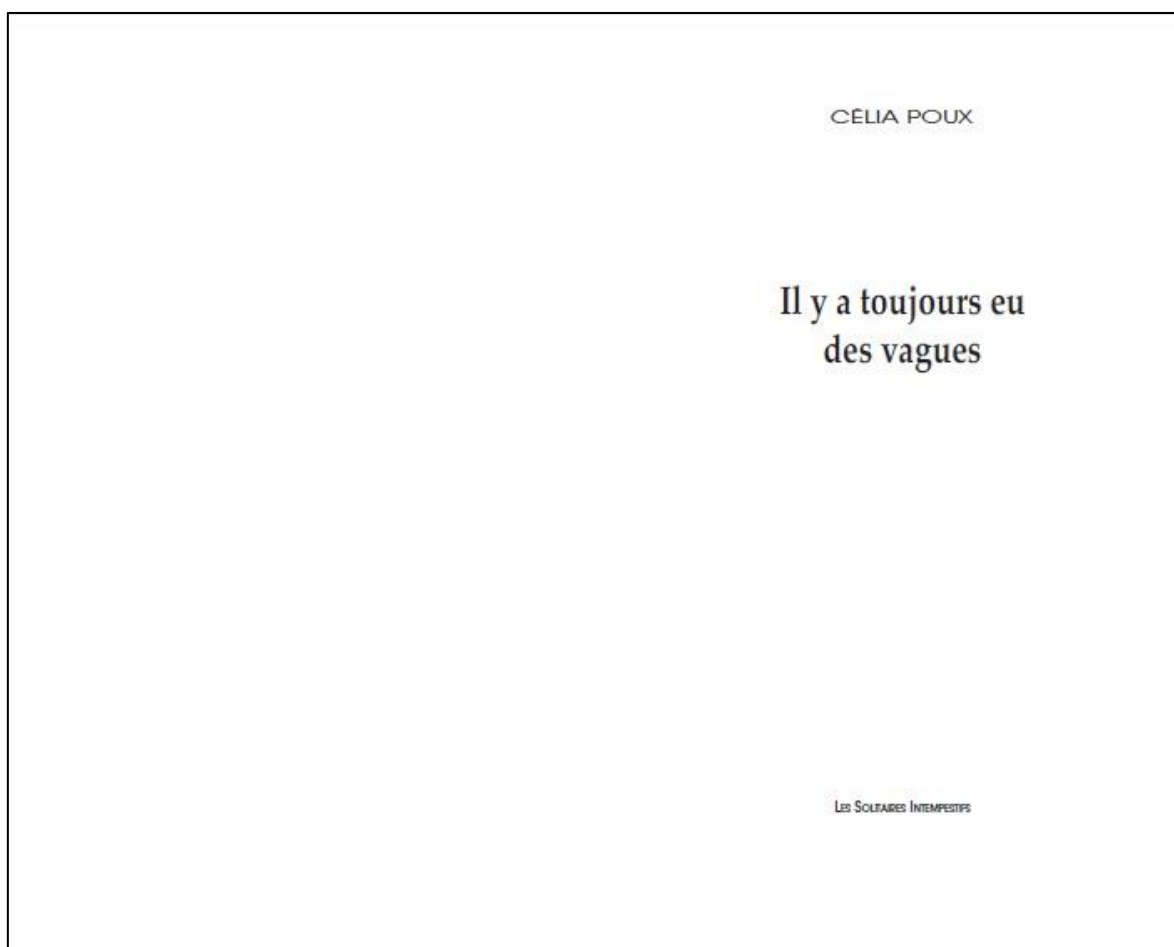 CÉLIA POUX
Il y a toujours eu
des vagues
LES SOLITAIRES INTEMPESTIFS